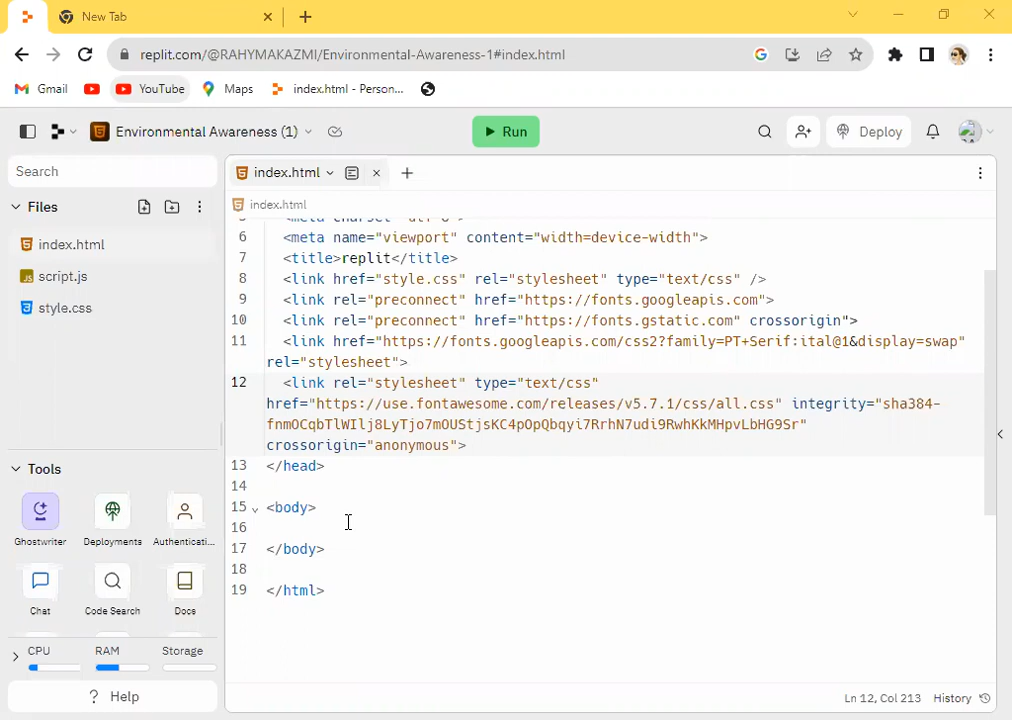 New Tab
replit.com/@RAHYMAKAZMI/Environmental-Awareness-1#index.html
Gmail YouTube Maps index.html - Person...
Environmental Awareness (1) Run Deploy
Search index.html
index.html
Files
index.html
script.js
style.css
5 <meta charset="utf-8">
6 <meta name="viewport" content="width=device-width">
7 <title>replit</title>
8 <link href="style.css" rel="stylesheet" type="text/css" />
9 <link rel="preconnect" href="https://fonts.googleapis.com">
10 <link rel="preconnect" href="https://fonts.gstatic.com" crossorigin">
11 <link href="https://fonts.googleapis.com/css2?family=PT+Serif:ital@1&display=swap"
rel="stylesheet">
12 <link rel="stylesheet" type="text/css"
href="https://use.fontawesome.com/releases/v5.7.1/css/all.css" integrity="sha384-
fnmOCqbTlWIlj8LyTjo7mOUStjsKC4pOpQbqyi7RrhN7udi9RwhKkMHpvLbHG9Sr"
crossorigin="anonymous">
13 </head>
14
15 <body>
16
17 </body>
18
19 </html>
Tools
Ghostwriter Deployments Authenticati...
Chat Code Search Docs
CPU RAM Storage
? Help
Ln 12, Col 213 History